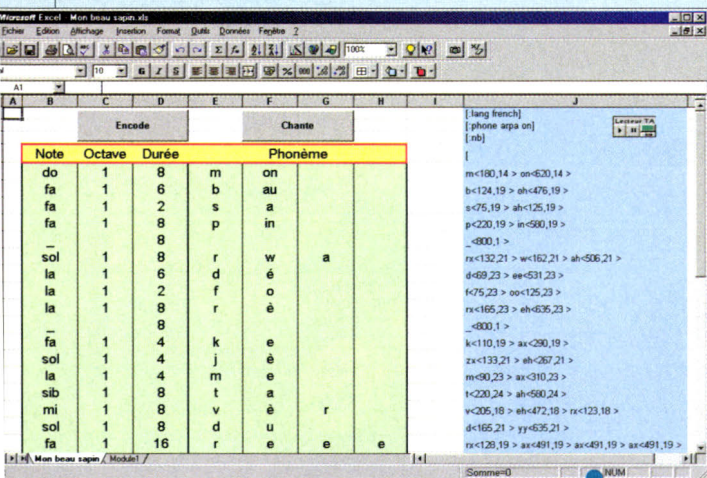 Microsoft Excel - Mon beau sapin.xls
Fichier Edition Affichage Insertion Format Outils Données Fenêtre ?
100%
10 G I S
A1
A B C D E F G H I J
Encode Chante
Note Octave Durée Phonème
do 1 8 m on
fa 1 6 b au
fa 1 2 s a
fa 1 8 p in
_ 8
sol 1 8 r w a
la 1 6 d é
la 1 2 f o
la 1 8 r è
_ 8
fa 1 4 k e
sol 1 4 j è
la 1 4 m e
sib 1 8 t a
mi 1 8 v è r
sol 1 8 d u
fa 1 16 r e e e
[:lang french]
[:phone arpa on]
[:nb]
Lecteur TA
[
m<180,14 > on<620,14 >
b<124,19 > oh<476,19 >
s<75,19 > ah<125,19 >
p<220,19 > in<580,19 >
_<800,1 >
rx<132,21 > w<162,21 > ah<506,21 >
d<69,23 > ee<531,23 >
f<75,23 > oo<125,23 >
rx<165,23 > eh<635,23 >
_<800,1 >
k<110,19 > ax<290,19 >
zx<133,21 > eh<267,21 >
m<90,23 > ax<310,23 >
t<220,24 > ah<580,24 >
v<205,18 > eh<472,18 > rx<123,18 >
d<165,21 > yy<635,21 >
rx<128,19 > ax<491,19 > ax<491,19 > ax<491,19 >
Mon beau sapin Module1
Somme=0 NUM